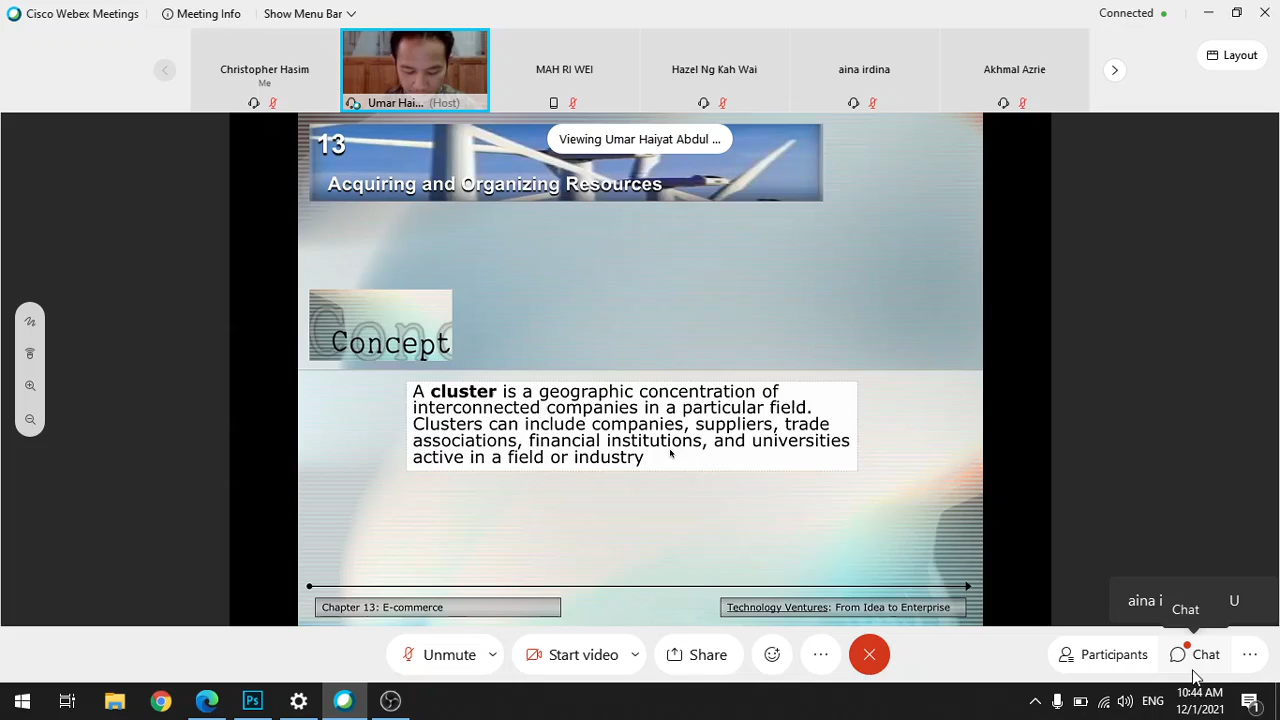 Cisco Webex Meetings
Meeting Info
Show Menu Bar
Connected
Christopher Hasim
Me
Umar Hai... (Host)
MAH RI WEI
Hazel Ng Kah Wai
aina irdina
Akhmal Azrie
Layout
Viewing Umar Haiyat Abdul ...
13
Acquiring and Organizing Resources
Concept
A cluster is a geographic concentration of
interconnected companies in a particular field.
Clusters can include companies, suppliers, trade
associations, financial institutions, and universities
active in a field or industry
Chapter 13: E-commerce
Technology Ventures: From Idea to Enterprise
aina i
U
Chat
Unmute
Start video
Share
Participants
Chat
Ps
ENG
10:44 AM
12/1/2021
1